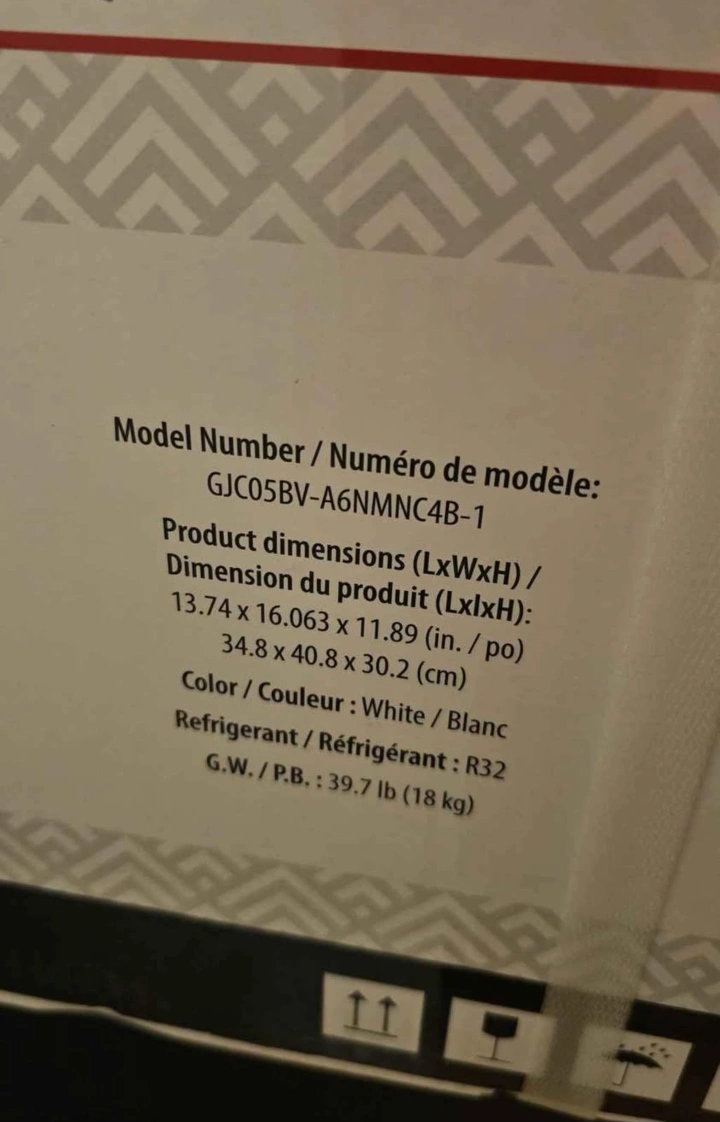 Model Number / Numéro de modèle:
GJC05BV-A6NMNC4B-1
Product dimensions (LxWxH) /
Dimension du produit (LxlxH):
13.74 x 16.063 x 11.89 (in. / po)
34.8 x 40.8 x 30.2 (cm)
Color / Couleur : White / Blanc
Refrigerant / Réfrigérant : R32
G.W. / P.B. : 39.7 lb (18 kg)